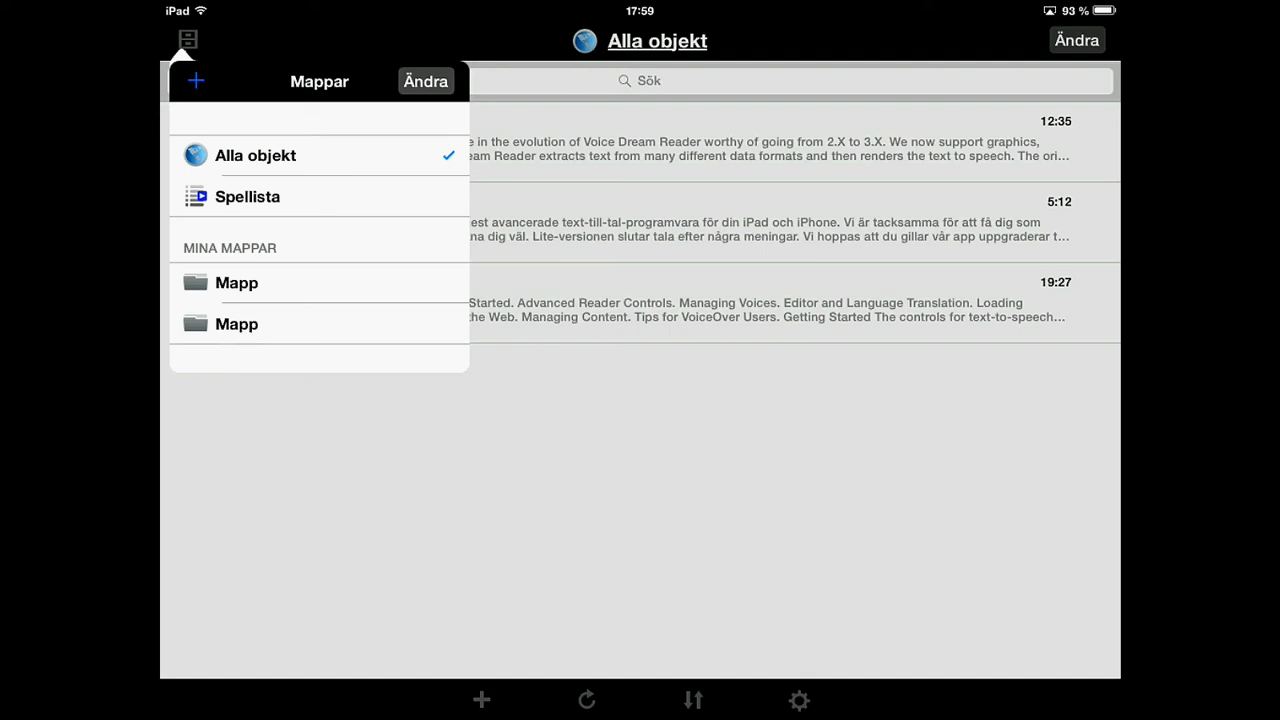 iPad 17:59 93 %
Alla objekt Ändra
Mappar Ändra
Sök
Alla objekt
Spellista
MINA MAPPAR
Mapp
Mapp
12:35
e in the evolution of Voice Dream Reader worthy of going from 2.X to 3.X. We now support graphics,
eam Reader extracts text from many different data formats and then renders the text to speech. The ori…
5:12
est avancerade text-till-tal-programvara för din iPad och iPhone. Vi är tacksamma för att få dig som
na dig väl. Lite-versionen slutar tala efter några meningar. Vi hoppas att du gillar vår app uppgraderar t…
19:27
Started. Advanced Reader Controls. Managing Voices. Editor and Language Translation. Loading
the Web. Managing Content. Tips for VoiceOver Users. Getting Started The controls for text-to-speech…